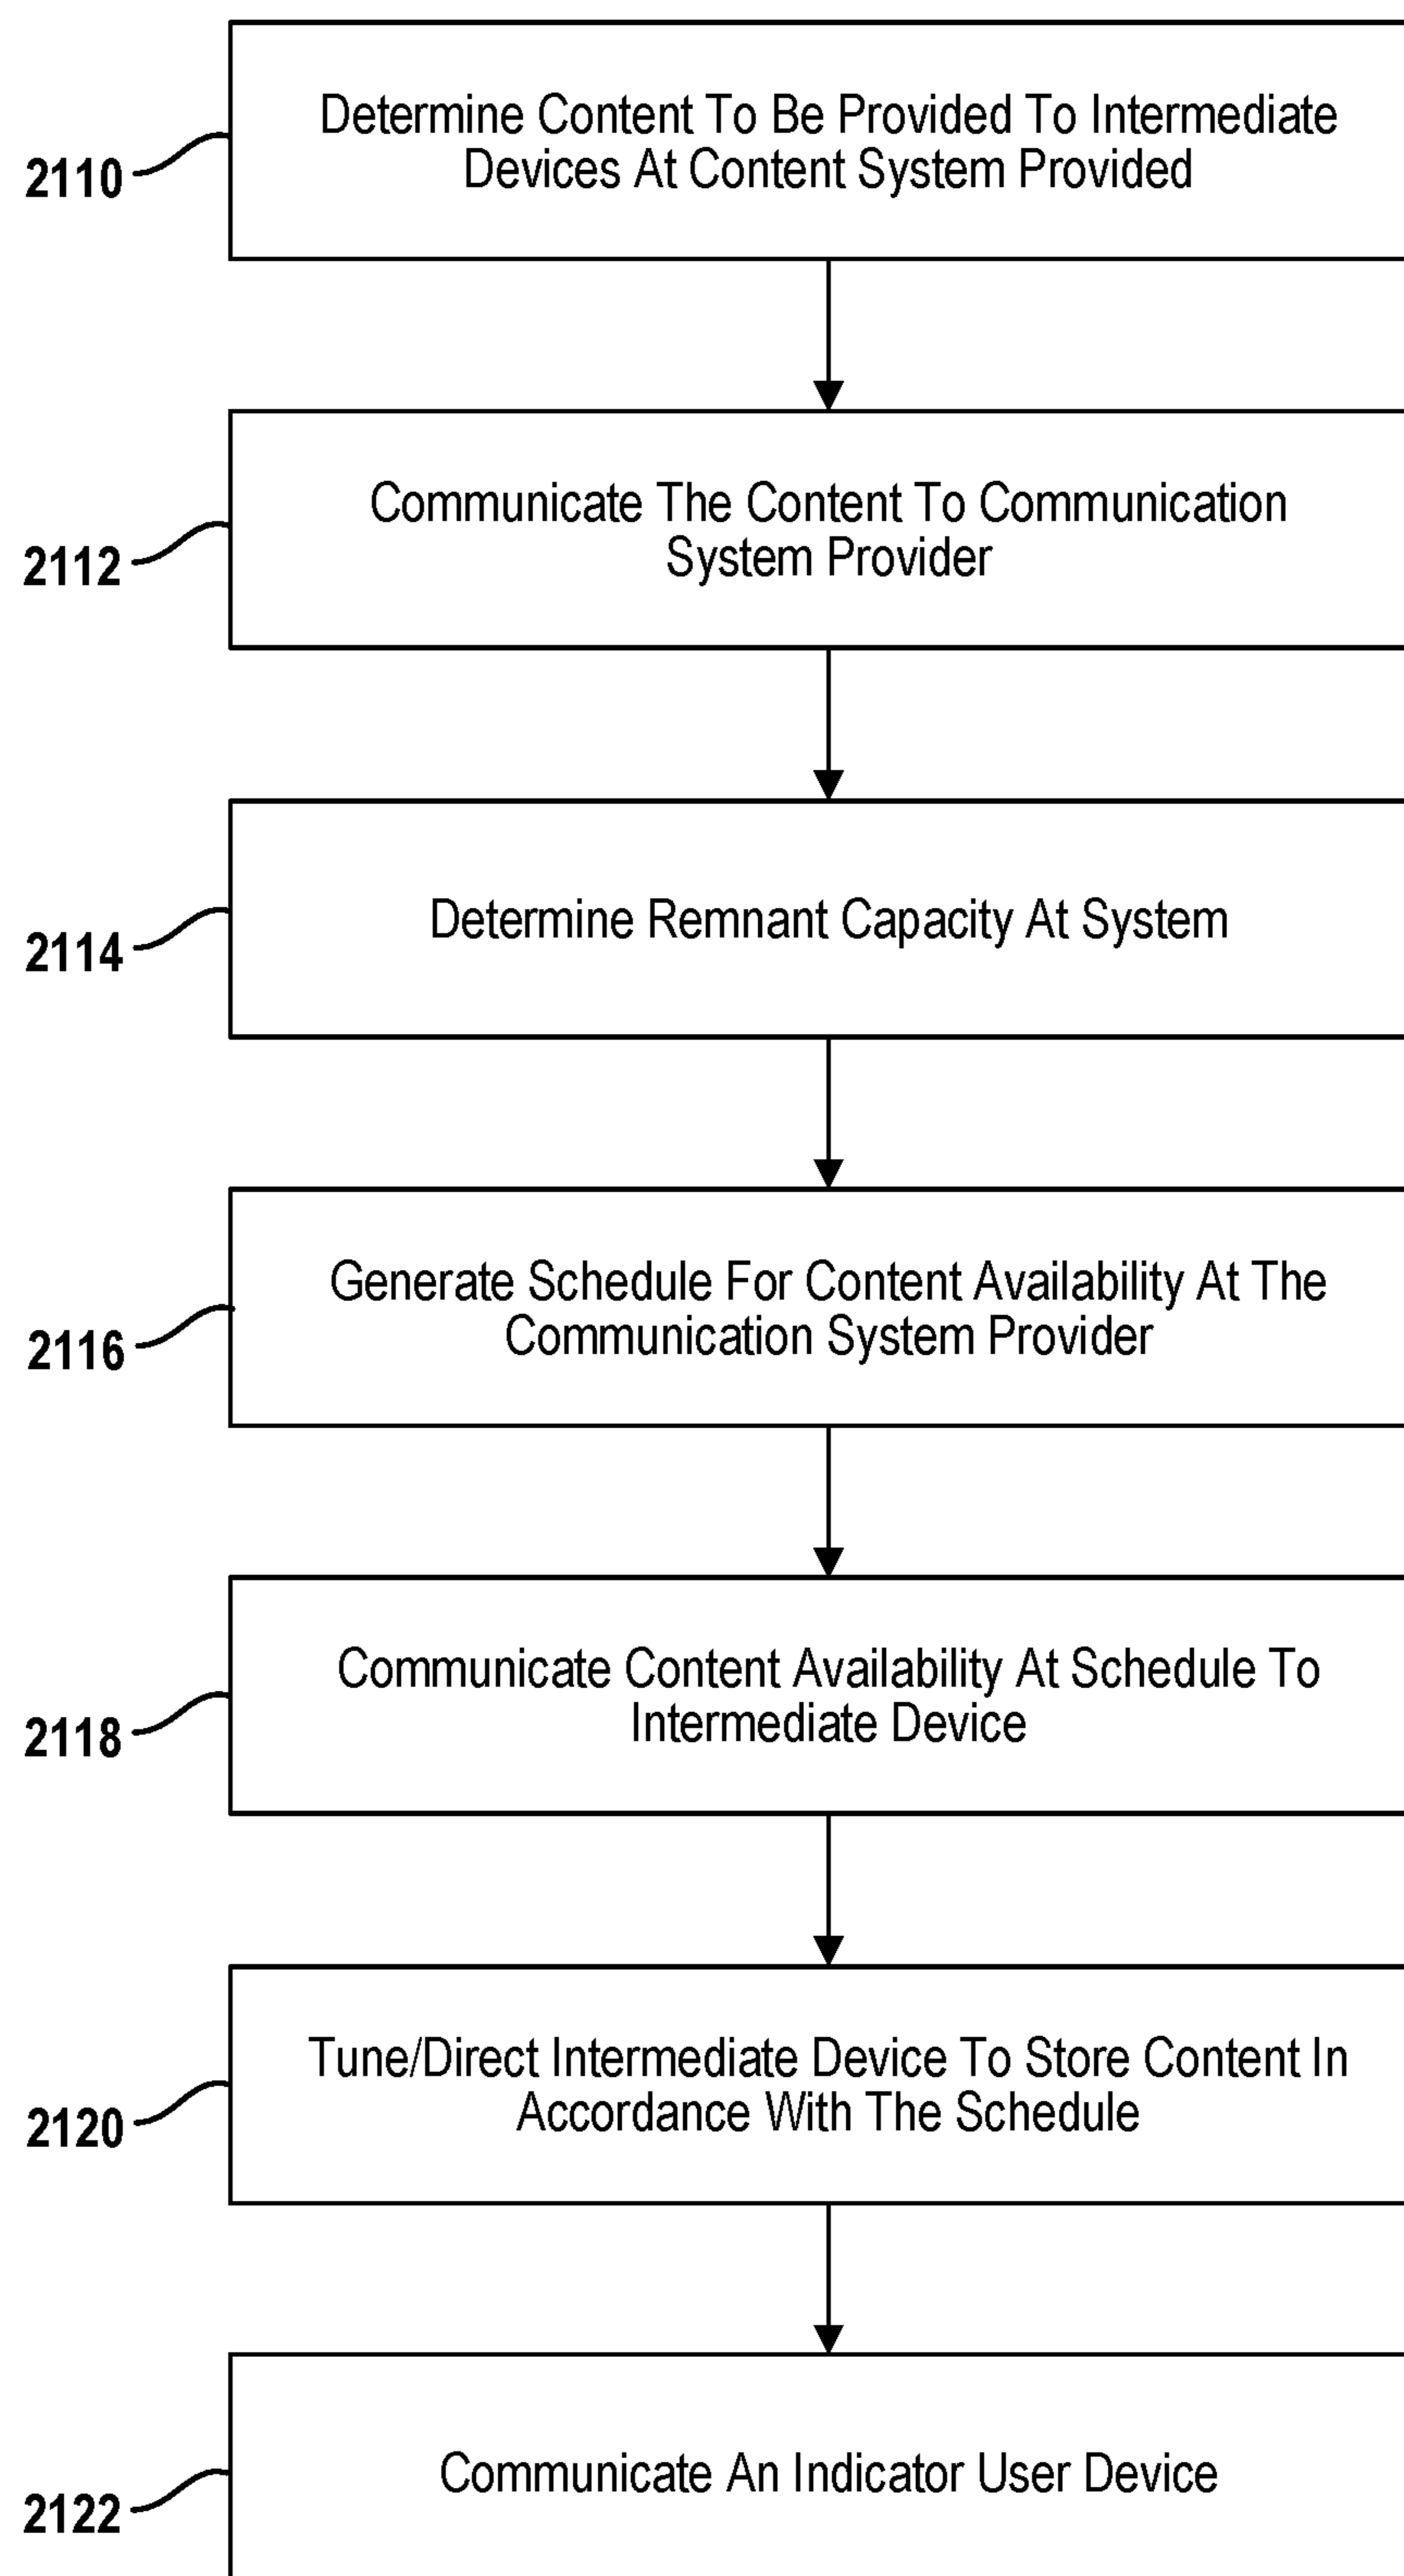 Determine Content To Be Provided To Intermediate
Devices At Content System Provided
2110
Communicate The Content To Communication
System Provider
2112
Determine Remnant Capacity At System
2114
Generate Schedule For Content Availability At The
Communication System Provider
2116
Communicate Content Availability At Schedule To
Intermediate Device
2118
Tune/Direct Intermediate Device To Store Content In
Accordance With The Schedule
2120
Communicate An Indicator User Device
2122